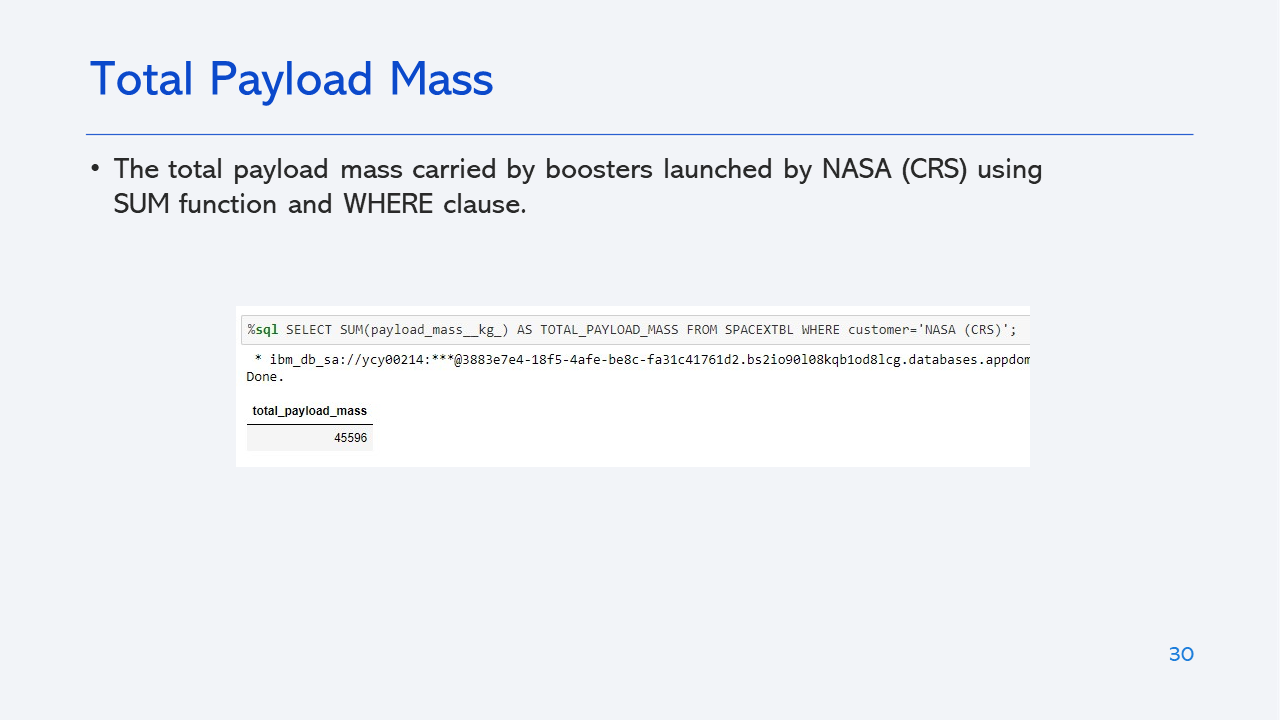 Total Payload Mass
• The total payload mass carried by boosters launched by NASA (CRS) using
SUM function and WHERE clause.
%sql SELECT SUM(payload_mass__kg_) AS TOTAL_PAYLOAD_MASS FROM SPACEXTBL WHERE customer='NASA (CRS)';
* ibm_db_sa://ycy00214:***@3883e7e4-18f5-4afe-be8c-fa31c41761d2.bs2io90l08kqb1od8lcg.databases.appdom
Done.
total_payload_mass
45596
30